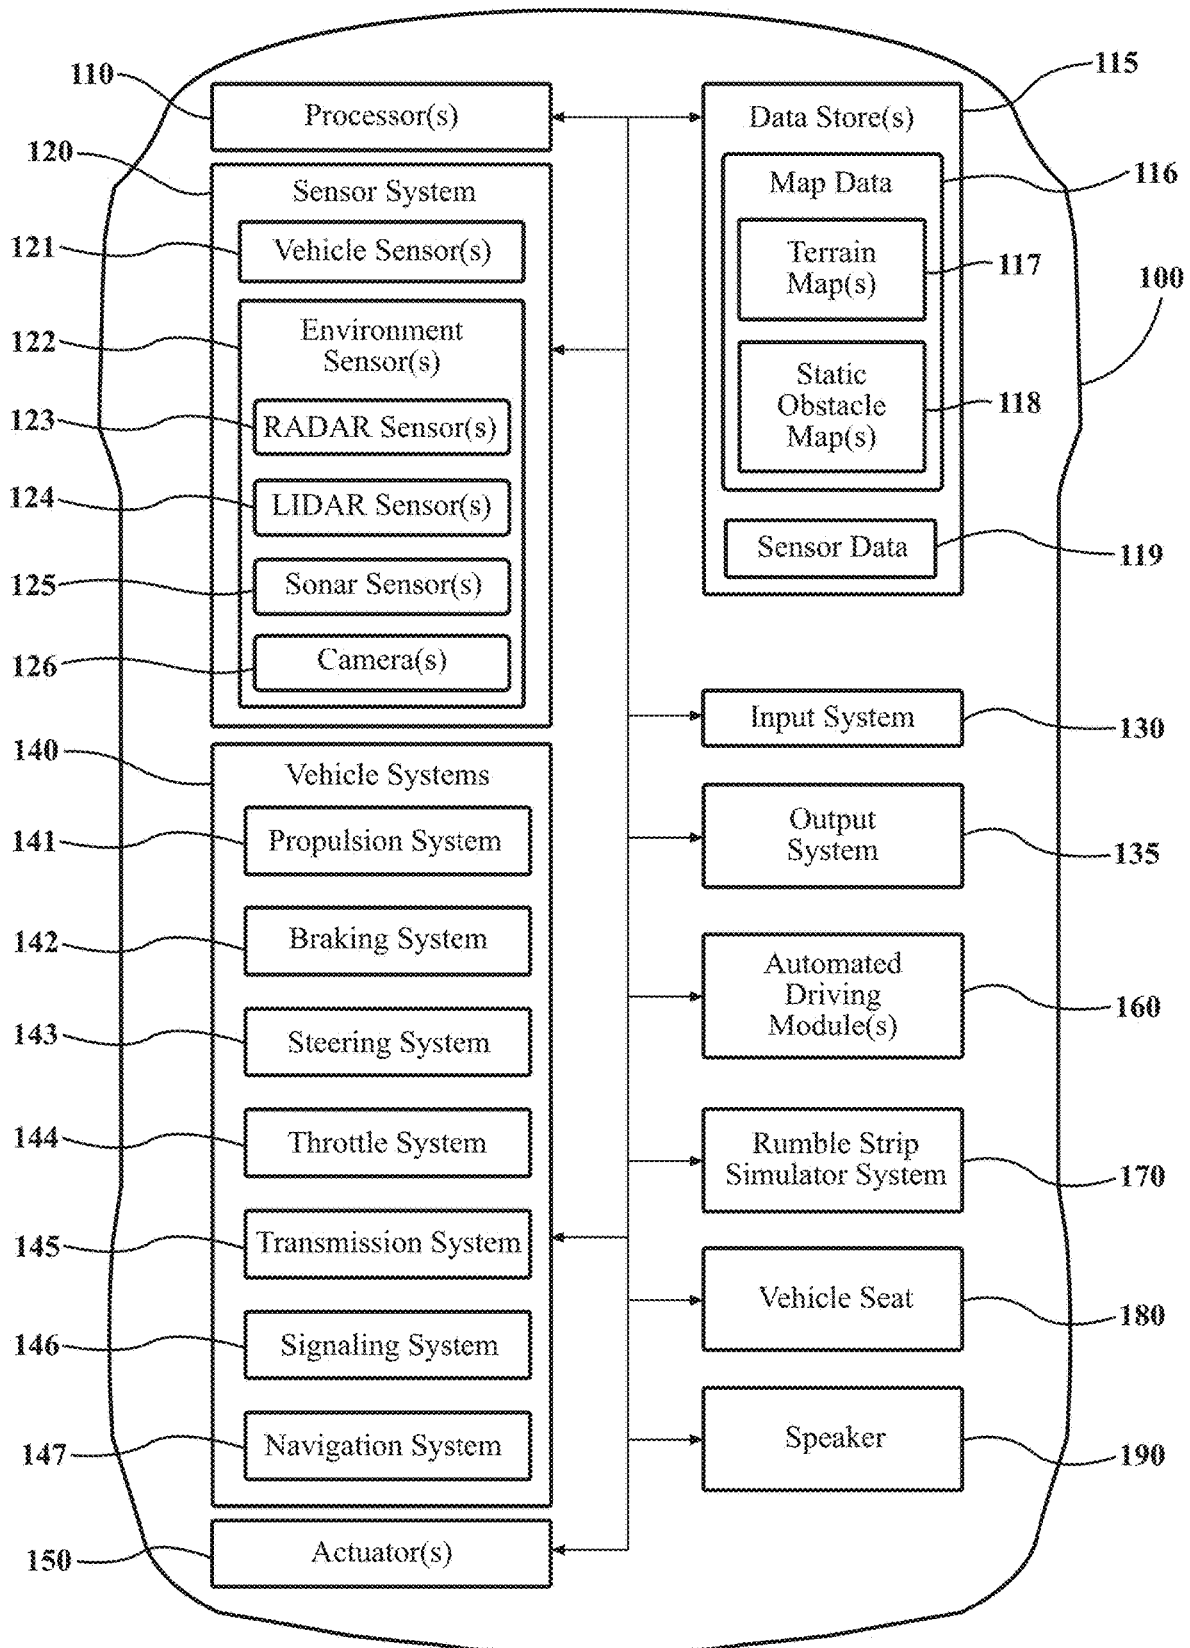 110
Processor(s)
120
Sensor System
121
Vehicle Sensor(s)
122
Environment
Sensor(s)
123
RADAR Sensor(s)
124
LIDAR Sensor(s)
125
Sonar Sensor(s)
126
Camera(s)
140
Vehicle Systems
141
Propulsion System
142
Braking System
143
Steering System
144
Throttle System
145
Transmission System
146
Signaling System
147
Navigation System
150
Actuator(s)
115
Data Store(s)
116
Map Data
Terrain
Map(s)
117
100
Static
Obstacle
Map(s)
118
Sensor Data
119
Input System
130
Output
System
135
Automated
Driving
Module(s)
160
Rumble Strip
Simulator System
170
Vehicle Seat
180
Speaker
190